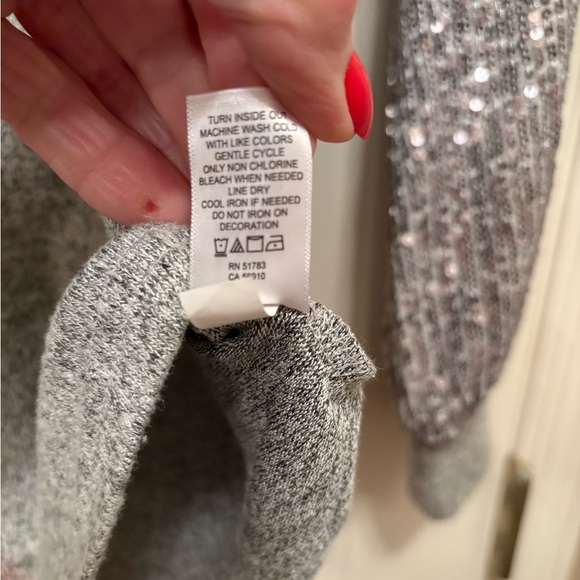 TURN INSIDE OUT
MACHINE WASH COLD
WITH LIKE COLORS
GENTLE CYCLE
ONLY NON CHLORINE
BLEACH WHEN NEEDED
LINE DRY
COOL IRON IF NEEDED
DO NOT IRON ON
DECORATION
RN 51783
CA